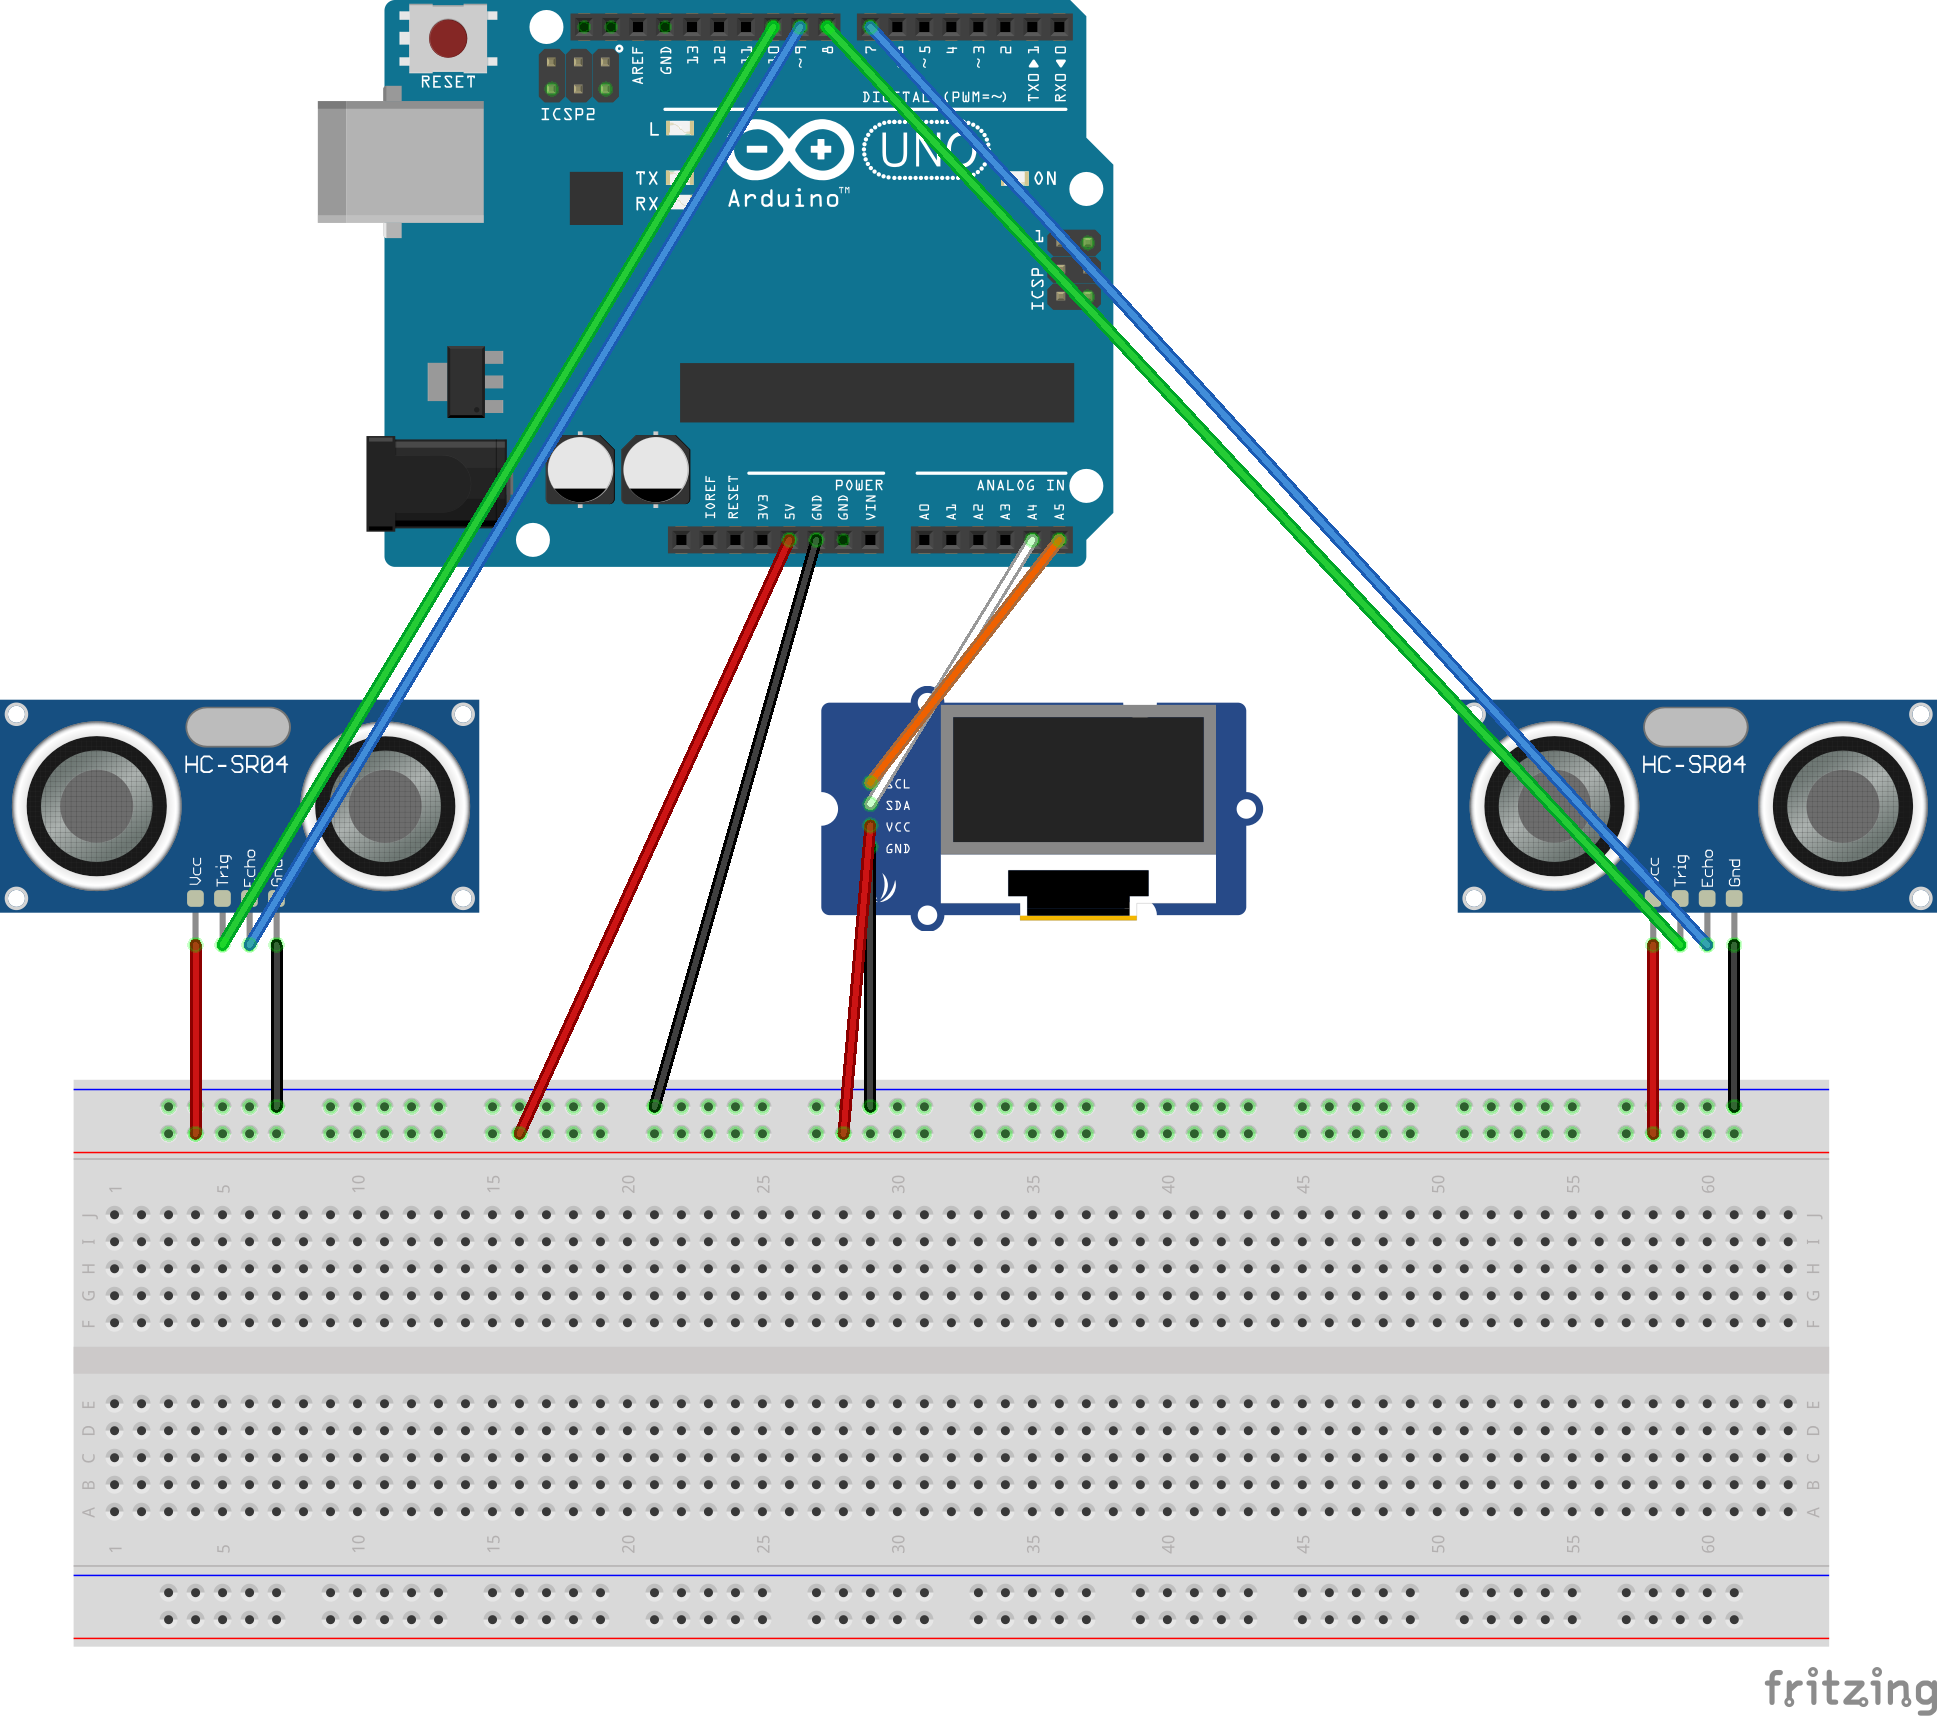 RESET
ICSP2
AREF
GND
13
12
11
10
~9
8
7
~5
4
~3
2
TX0▶1
RX0◀0
DIGITAL (PWM=~)
L
TX
RX
Arduino™
UNO
ON
1
ICSP
IOREF
RESET
3V3
5V
GND
GND
VIN
POWER
A0
A1
A2
A3
A4
A5
ANALOG IN
HC-SR04
Vcc
Trig
Echo
Gnd
SCL
SDA
VCC
GND
HC-SR04
Vcc
Trig
Echo
Gnd
1 5 10 15 20 25 30 35 40 45 50 55 60
J J
I I
H H
G G
F F
E E
D D
C C
B B
A A
1 5 10 15 20 25 30 35 40 45 50 55 60
fritzing